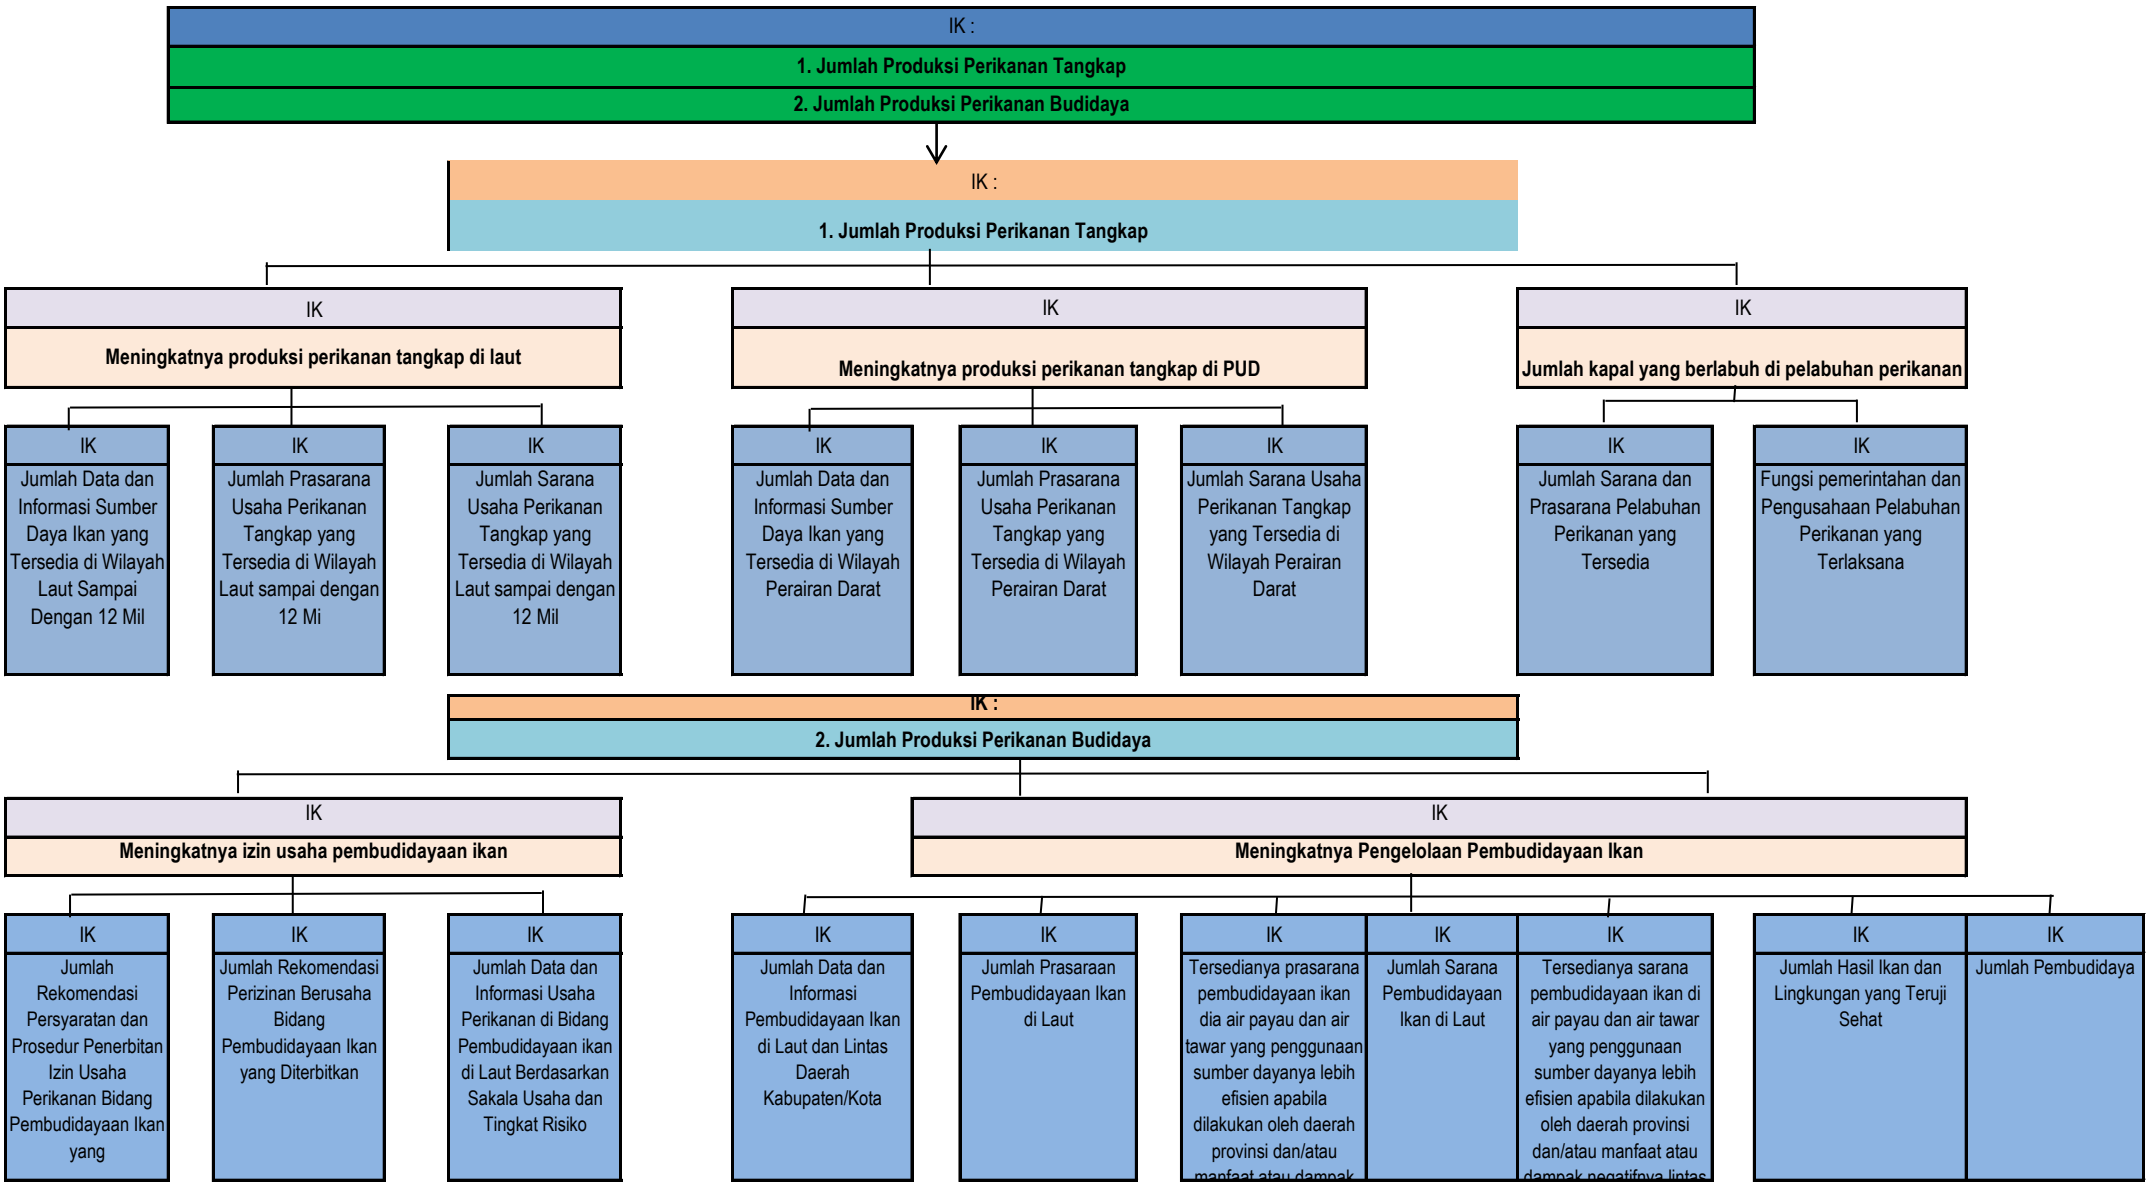 IK :
1. Jumlah Produksi Perikanan Tangkap
2. Jumlah Produksi Perikanan Budidaya
IK :
1. Jumlah Produksi Perikanan Tangkap
IK
Meningkatnya produksi perikanan tangkap di laut
IK
Meningkatnya produksi perikanan tangkap di PUD
IK
Jumlah kapal yang berlabuh di pelabuhan perikanan
IK
Jumlah Data dan
Informasi Sumber
Daya Ikan yang
Tersedia di Wilayah
Laut Sampai
Dengan 12 Mil
IK
Jumlah Prasarana
Usaha Perikanan
Tangkap yang
Tersedia di Wilayah
Laut sampai dengan
12 Mi
IK
Jumlah Sarana
Usaha Perikanan
Tangkap yang
Tersedia di Wilayah
Laut sampai dengan
12 Mil
IK
Jumlah Data dan
Informasi Sumber
Daya Ikan yang
Tersedia di Wilayah
Perairan Darat
IK
Jumlah Prasarana
Usaha Perikanan
Tangkap yang
Tersedia di Wilayah
Perairan Darat
IK
Jumlah Sarana Usaha
Perikanan Tangkap
yang Tersedia di
Wilayah Perairan
Darat
IK
Jumlah Sarana dan
Prasarana Pelabuhan
Perikanan yang
Tersedia
IK
Fungsi pemerintahan dan
Pengusahaan Pelabuhan
Perikanan yang
Terlaksana
IK :
2. Jumlah Produksi Perikanan Budidaya
IK
Meningkatnya izin usaha pembudidayaan ikan
IK
Meningkatnya Pengelolaan Pembudidayaan Ikan
IK
Jumlah
Rekomendasi
Persyaratan dan
Prosedur Penerbitan
Izin Usaha
Perikanan Bidang
Pembudidayaan Ikan
yang
IK
Jumlah Rekomendasi
Perizinan Berusaha
Bidang
Pembudidayaan Ikan
yang Diterbitkan
IK
Jumlah Data dan
Informasi Usaha
Perikanan di Bidang
Pembudidayaan ikan
di Laut Berdasarkan
Sakala Usaha dan
Tingkat Risiko
IK
Jumlah Data dan
Informasi
Pembudidayaan Ikan
di Laut dan Lintas
Daerah
Kabupaten/Kota
IK
Jumlah Prasaraan
Pembudidayaan Ikan
di Laut
IK
Tersedianya prasarana
pembudidayaan ikan
dia air payau dan air
tawar yang penggunaan
sumber dayanya lebih
efisien apabila
dilakukan oleh daerah
provinsi dan/atau
manfaat atau dampak
IK
Jumlah Sarana
Pembudidayaan
Ikan di Laut
IK
Tersedianya sarana
pembudidayaan ikan di
air payau dan air tawar
yang penggunaan
sumber dayanya lebih
efisien apabila dilakukan
oleh daerah provinsi
dan/atau manfaat atau
dampak negatifnya lintas
IK
Jumlah Hasil Ikan dan
Lingkungan yang Teruji
Sehat
IK
Jumlah Pembudidaya